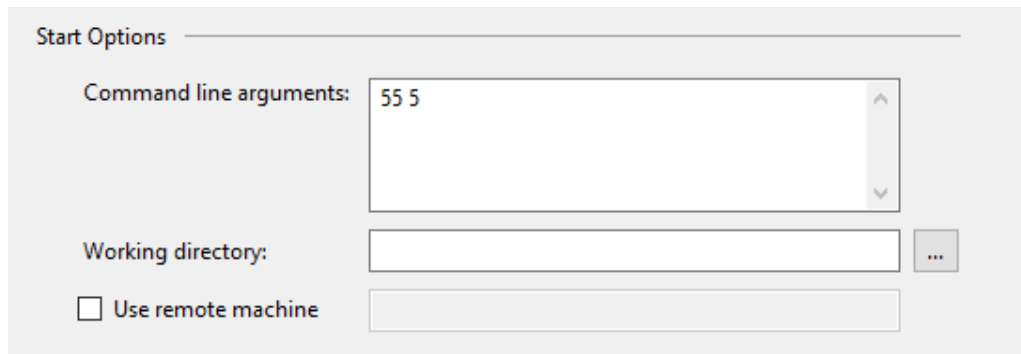 Start Options
Command line arguments: 55 5
Working directory: ...
Use remote machine